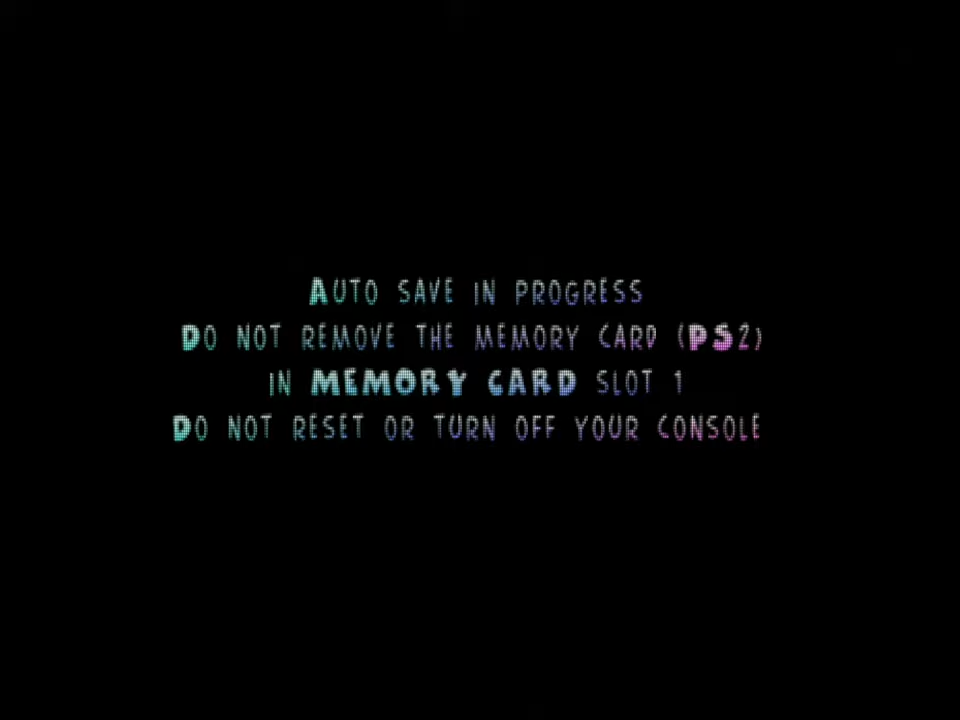 Auto save in progress
Do not remove the memory card (PS2)
in MEMORY CARD slot 1
Do not reset or turn off your console